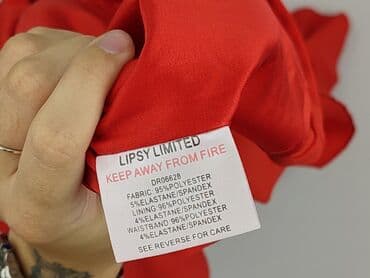 LIPSY LIMITED
KEEP AWAY FROM FIRE
DR06628
FABRIC: 95%POLYESTER
5%ELASTANE/SPANDEX
LINING:96%POLYESTER
4%ELASTANE/SPANDEX
WAISTBAND:96%POLYESTER
4%ELASTANE/SPANDEX
SEE REVERSE FOR CARE